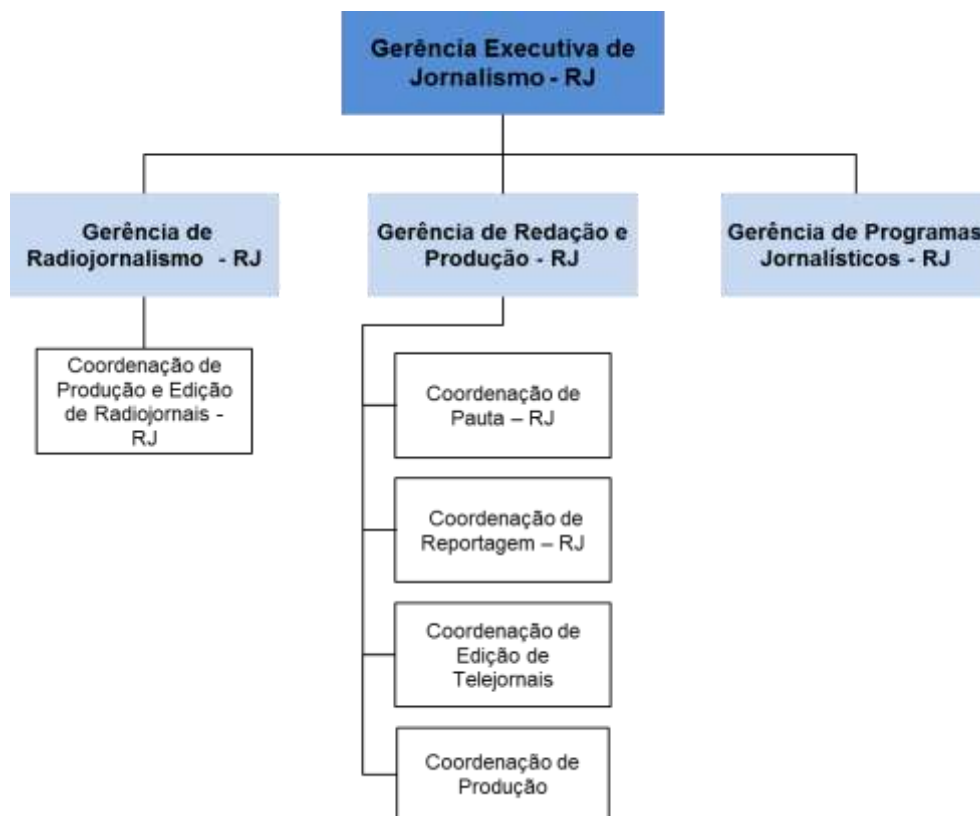 Gerência Executiva de
Jornalismo - RJ
Gerência de
Radiojornalismo - RJ
Gerência de Redação e
Produção - RJ
Gerência de Programas
Jornalísticos - RJ
Coordenação de
Produção e Edição
de Radiojornais -
RJ
Coordenação de
Pauta – RJ
Coordenação de
Reportagem – RJ
Coordenação de
Edição de
Telejornais
Coordenação de
Produção